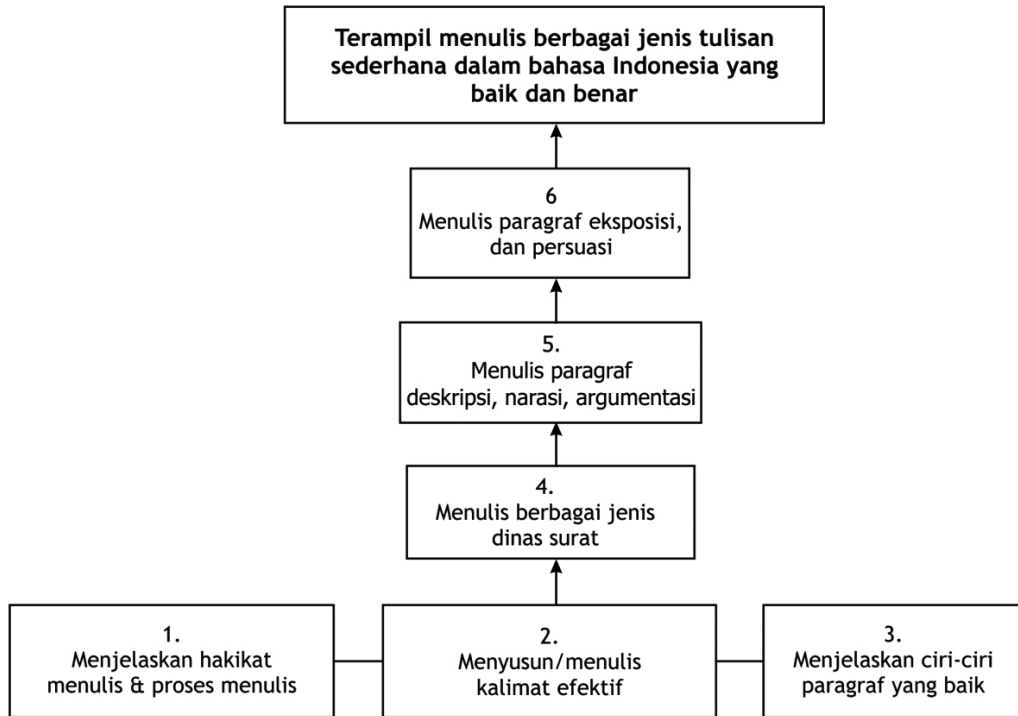 Terampil menulis berbagai jenis tulisan
sederhana dalam bahasa Indonesia yang
baik dan benar
6
Menulis paragraf eksposisi,
dan persuasi
5.
Menulis paragraf
deskripsi, narasi, argumentasi
4.
Menulis berbagai jenis
dinas surat
1.
Menjelaskan hakikat
menulis & proses menulis
2.
Menyusun/menulis
kalimat efektif
3.
Menjelaskan ciri-ciri
paragraf yang baik